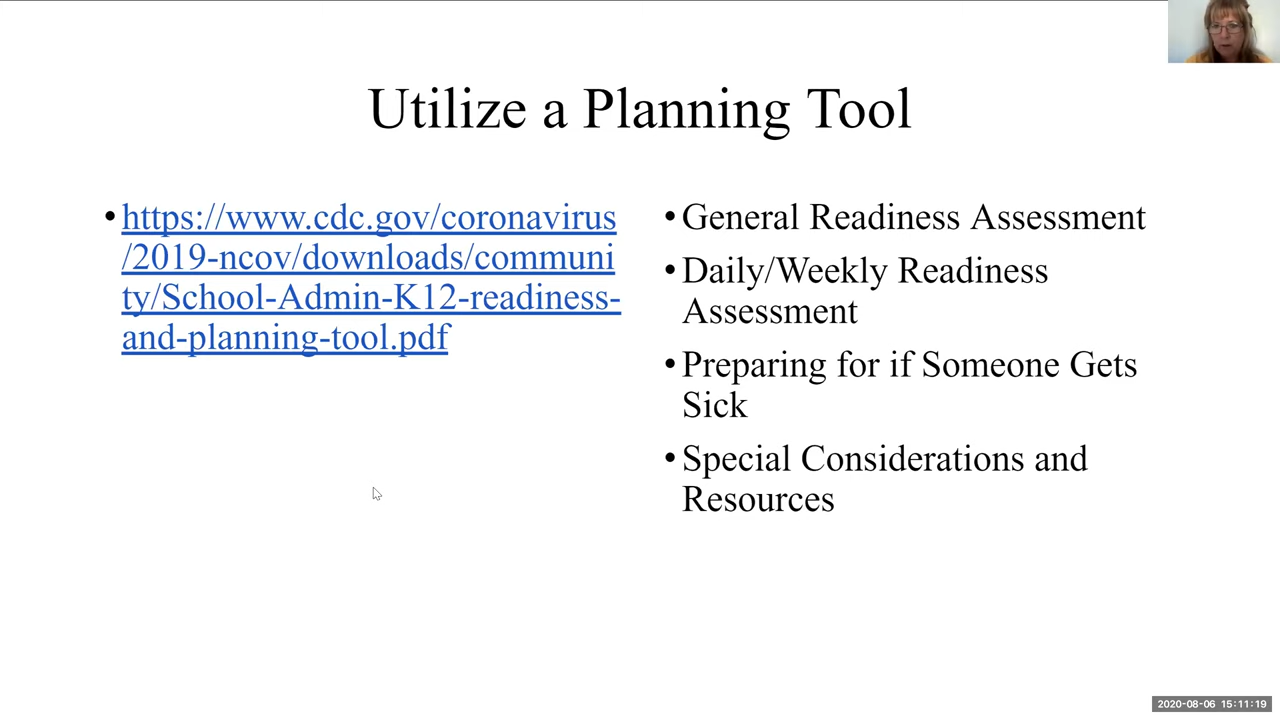 Utilize a Planning Tool
• https://www.cdc.gov/coronavirus
/2019-ncov/downloads/communi
ty/School-Admin-K12-readiness-
and-planning-tool.pdf
• General Readiness Assessment
• Daily/Weekly Readiness
Assessment
• Preparing for if Someone Gets
Sick
• Special Considerations and
Resources
2020-08-06 15:11:19